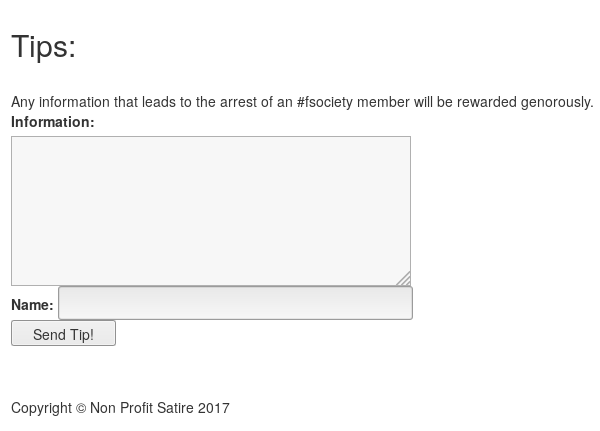 Tips:
Any information that leads to the arrest of an #fsociety member will be rewarded genorously.
Information:
Name:
Send Tip!
Copyright © Non Profit Satire 2017